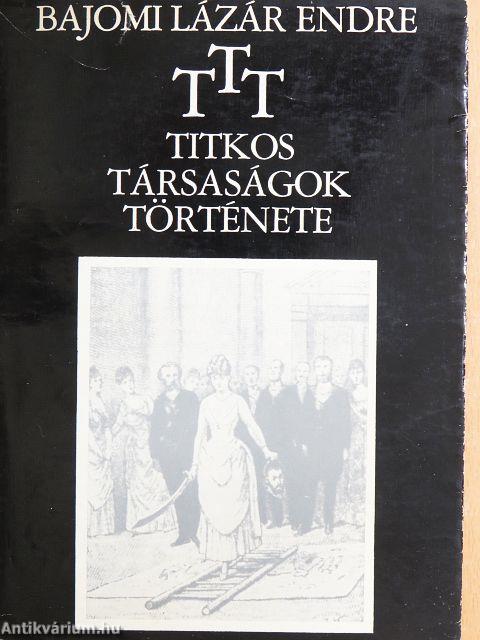 BAJOMI LÁZÁR ENDRE
TTT
TITKOS
TÁRSASÁGOK
TÖRTÉNETE
Antikvárium.hu